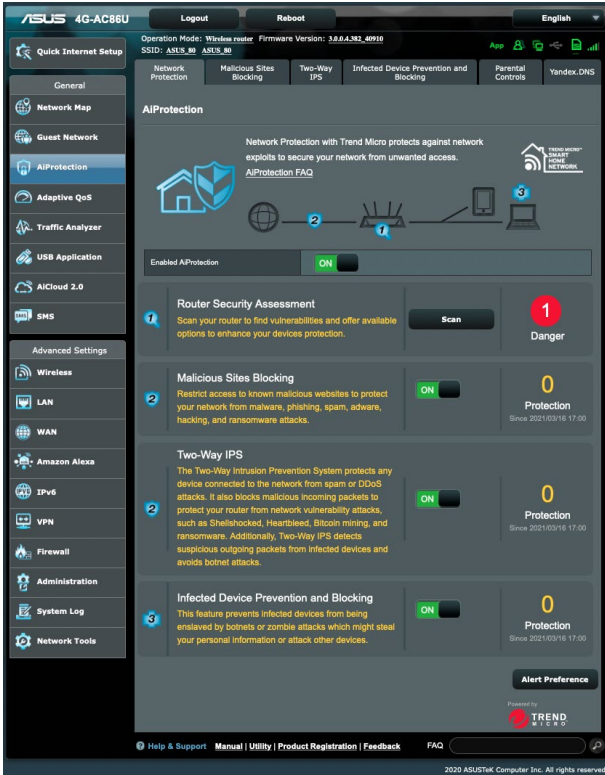 ASUS 4G-AC86U Logout Reboot English
Operation Mode: Wireless router Firmware Version: 3.0.0.4.382_40910
SSID: ASUS_80 ASUS_80
App
Quick Internet Setup
General
Network Map
Guest Network
AiProtection
Adaptive QoS
Traffic Analyzer
USB Application
AiCloud 2.0
SMS
Advanced Settings
Wireless
LAN
WAN
Amazon Alexa
IPv6
VPN
Firewall
Administration
System Log
Network Tools
Network Protection
Malicious Sites Blocking
Two-Way IPS
Infected Device Prevention and Blocking
Parental Controls
Yandex.DNS
AiProtection
Network Protection with Trend Micro protects against network
exploits to secure your network from unwanted access.
AiProtection FAQ
TREND MICRO™
SMART
HOME
NETWORK
2
1
3
Enabled AiProtection ON
1
Router Security Assessment
Scan your router to find vulnerabilities and offer available
options to enhance your devices protection.
Scan
1
Danger
2
Malicious Sites Blocking
Restrict access to known malicious websites to protect
your network from malware, phishing, spam, adware,
hacking, and ransomware attacks.
ON
0
Protection
Since 2021/03/16 17:00
2
Two-Way IPS
The Two-Way Intrusion Prevention System protects any
device connected to the network from spam or DDoS
attacks. It also blocks malicious incoming packets to
protect your router from network vulnerability attacks,
such as Shellshocked, Heartbleed, Bitcoin mining, and
ransomware. Additionally, Two-Way IPS detects
suspicious outgoing packets from infected devices and
avoids botnet attacks.
ON
0
Protection
Since 2021/03/16 17:00
3
Infected Device Prevention and Blocking
This feature prevents infected devices from being
enslaved by botnets or zombie attacks which might steal
your personal information or attack other devices.
ON
0
Protection
Since 2021/03/16 17:00
Alert Preference
Powered by
TREND
MICRO
Help & Support Manual | Utility | Product Registration | Feedback FAQ
2020 ASUSTeK Computer Inc. All rights reserved